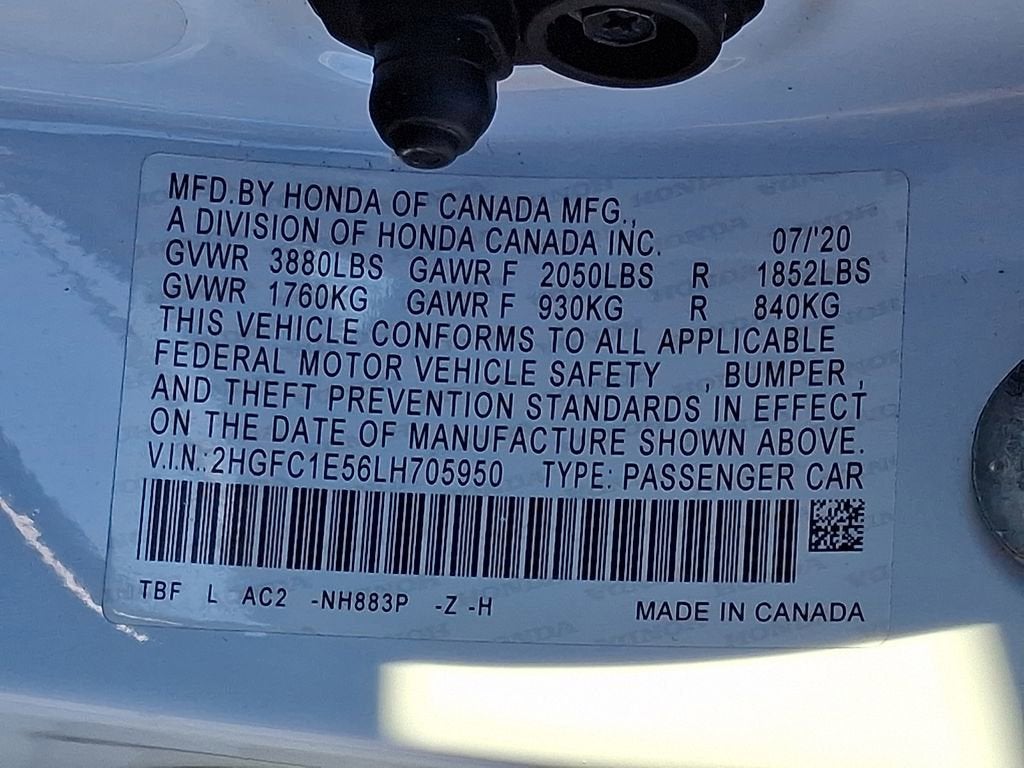 MFD.BY HONDA OF CANADA MFG.,
A DIVISION OF HONDA CANADA INC. 07/'20
GVWR 3880LBS GAWR F 2050LBS R 1852LBS
GVWR 1760KG GAWR F 930KG R 840KG
THIS VEHICLE CONFORMS TO ALL APPLICABLE
FEDERAL MOTOR VEHICLE SAFETY , BUMPER,
AND THEFT PREVENTION STANDARDS IN EFFECT
ON THE DATE OF MANUFACTURE SHOWN ABOVE.
V.I.N.: 2HGFC1E56LH705950 TYPE: PASSENGER CAR
TBF L AC2 -NH883P -Z -H MADE IN CANADA